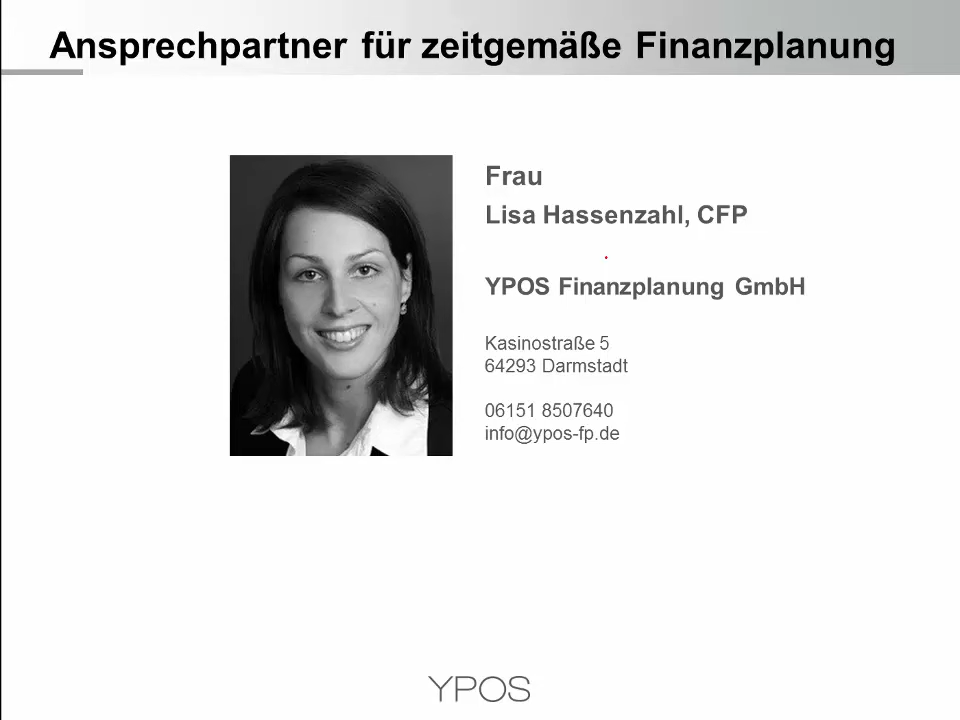 Ansprechpartner für zeitgemäße Finanzplanung
Frau
Lisa Hassenzahl, CFP
YPOS Finanzplanung GmbH
Kasinostraße 5
64293 Darmstadt
06151 8507640
info@ypos-fp.de
YPOS